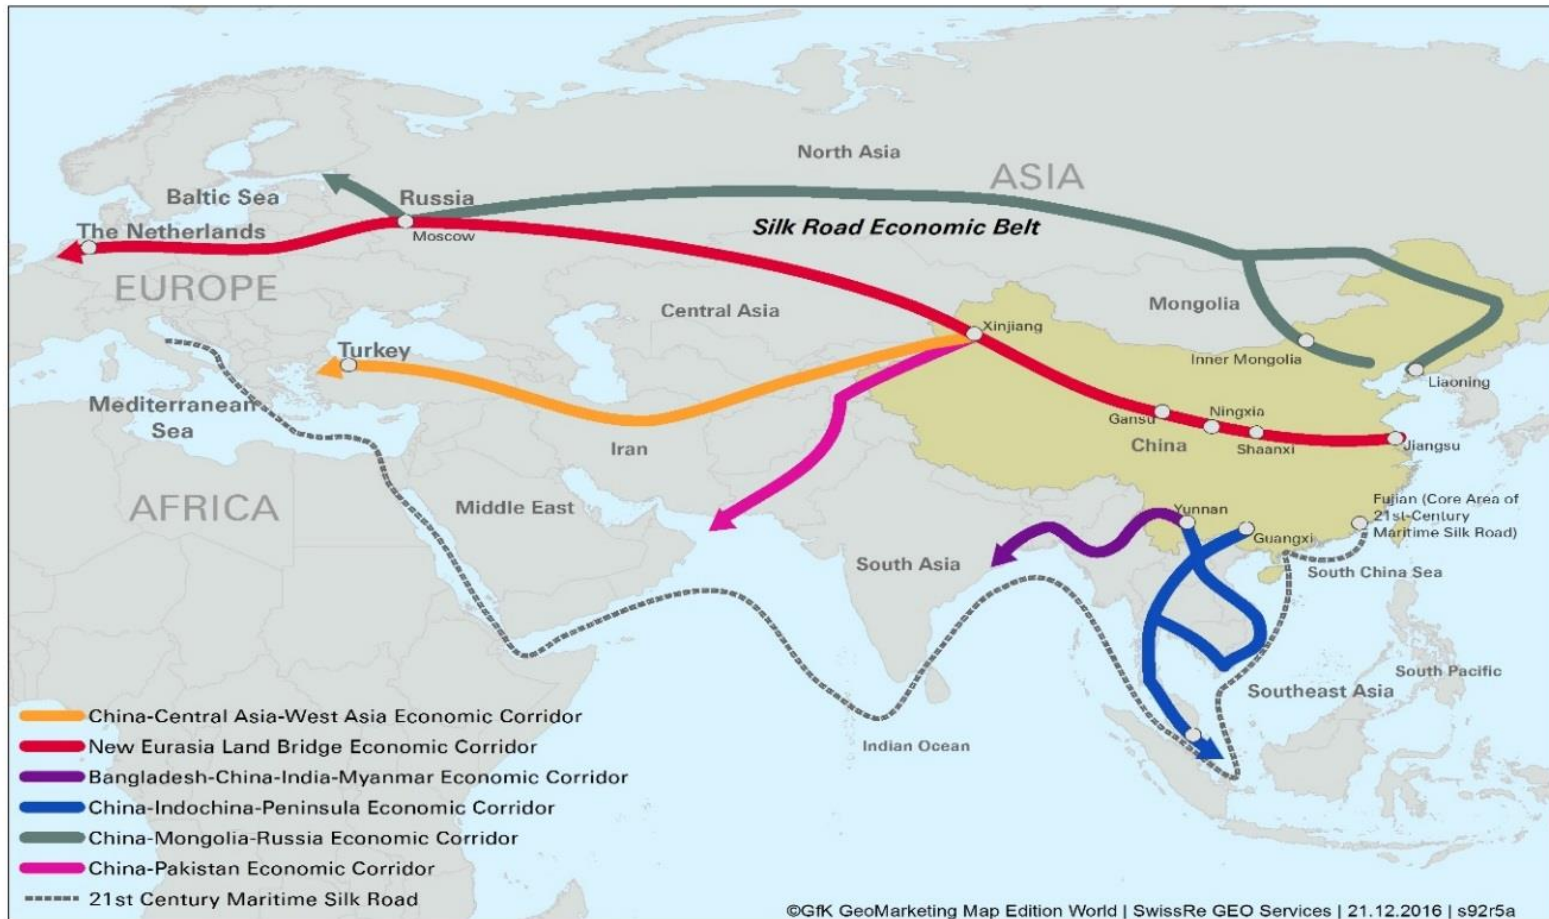 North Asia
ASIA
Baltic Sea
Russia
Silk Road Economic Belt
The Netherlands
Moscow
EUROPE
Central Asia
Mongolia
Xinjiang
Turkey
Inner Mongolia
Liaoning
Mediterranean
Sea
Iran
Gansu
Ningxia
China
Shaanxi
Jiangsu
AFRICA
Middle East
Yunnan
Guangxi
Fujian (Core Area of
21st-Century
Maritime Silk Road)
South Asia
South China Sea
South Pacific
Southeast Asia
Indian Ocean
China-Central Asia-West Asia Economic Corridor
New Eurasia Land Bridge Economic Corridor
Bangladesh-China-India-Myanmar Economic Corridor
China-Indochina-Peninsula Economic Corridor
China-Mongolia-Russia Economic Corridor
China-Pakistan Economic Corridor
21st Century Maritime Silk Road
©GfK GeoMarketing Map Edition World | SwissRe GEO Services | 21.12.2016 | s92r5a